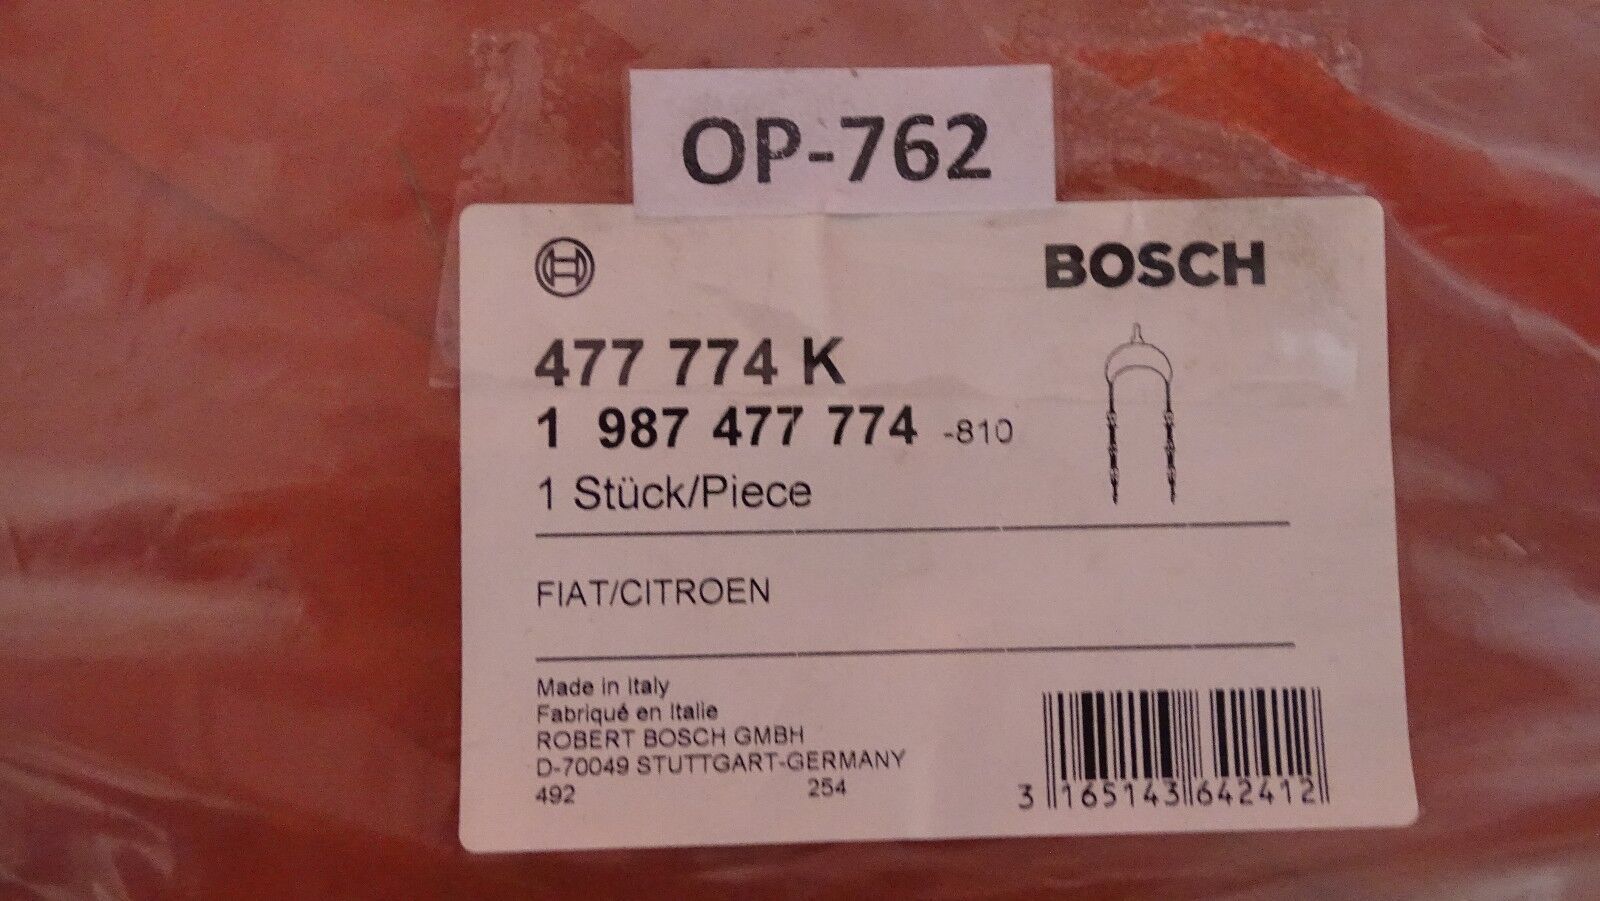 OP-762
BOSCH
477 774 K
1 987 477 774 -810
1 Stück/Piece
FIAT/CITROEN
Made in Italy
Fabriqué en Italie
ROBERT BOSCH GMBH
D-70049 STUTTGART-GERMANY
492 254
3 165143 642412